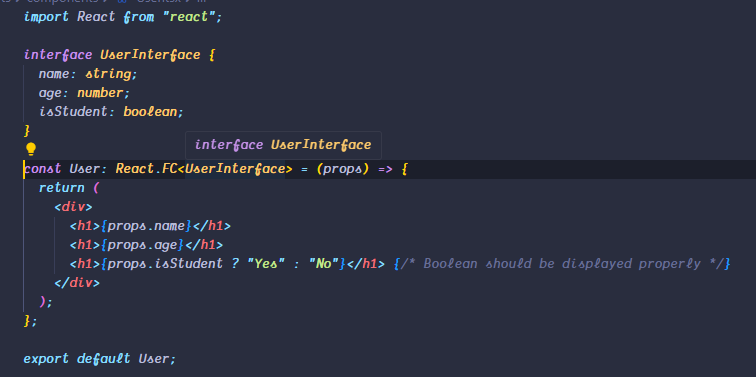 components
import React from "react";
interface UserInterface {
name: string;
age: number;
isStudent: boolean;
}
interface UserInterface
const User: React.FC<UserInterface> = (props) => {
return (
<div>
<h1>{props.name}</h1>
<h1>{props.age}</h1>
<h1>{props.isStudent ? "Yes" : "No"}</h1> {/* Boolean should be displayed properly */}
</div>
);
};
export default User;